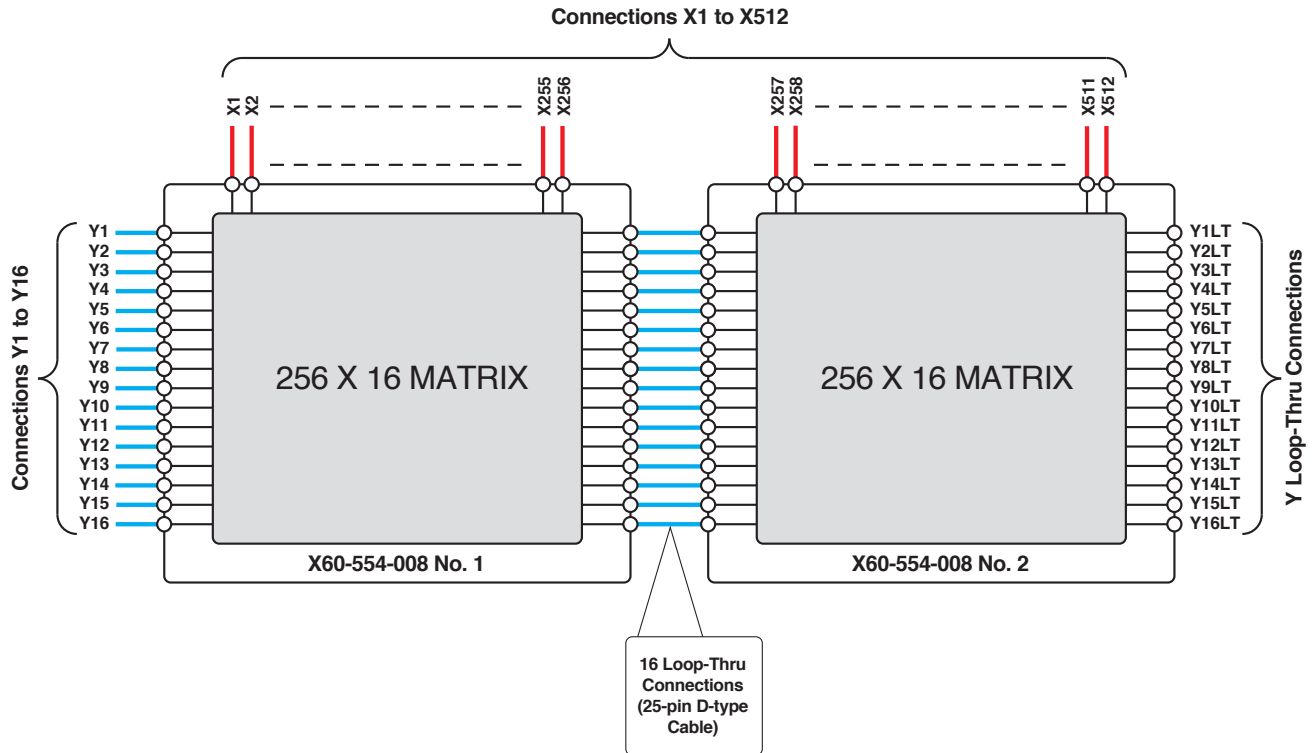 Connections X1 to X512
X1
X2
X255
X256
X257
X258
X511
X512
Connections Y1 to Y16
Y1
Y2
Y3
Y4
Y5
Y6
Y7
Y8
Y9
Y10
Y11
Y12
Y13
Y14
Y15
Y16
256 X 16 MATRIX
X60-554-008 No. 1
256 X 16 MATRIX
X60-554-008 No. 2
Y1LT
Y2LT
Y3LT
Y4LT
Y5LT
Y6LT
Y7LT
Y8LT
Y9LT
Y10LT
Y11LT
Y12LT
Y13LT
Y14LT
Y15LT
Y16LT
Y Loop-Thru Connections
16 Loop-Thru
Connections
(25-pin D-type
Cable)